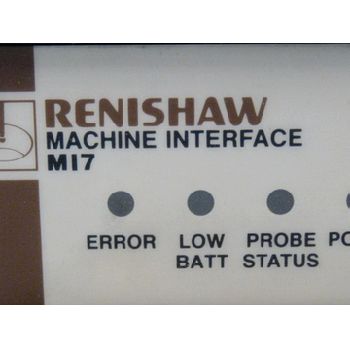 RENISHAW
MACHINE INTERFACE
MI7
ERROR
LOW BATT
PROBE STATUS